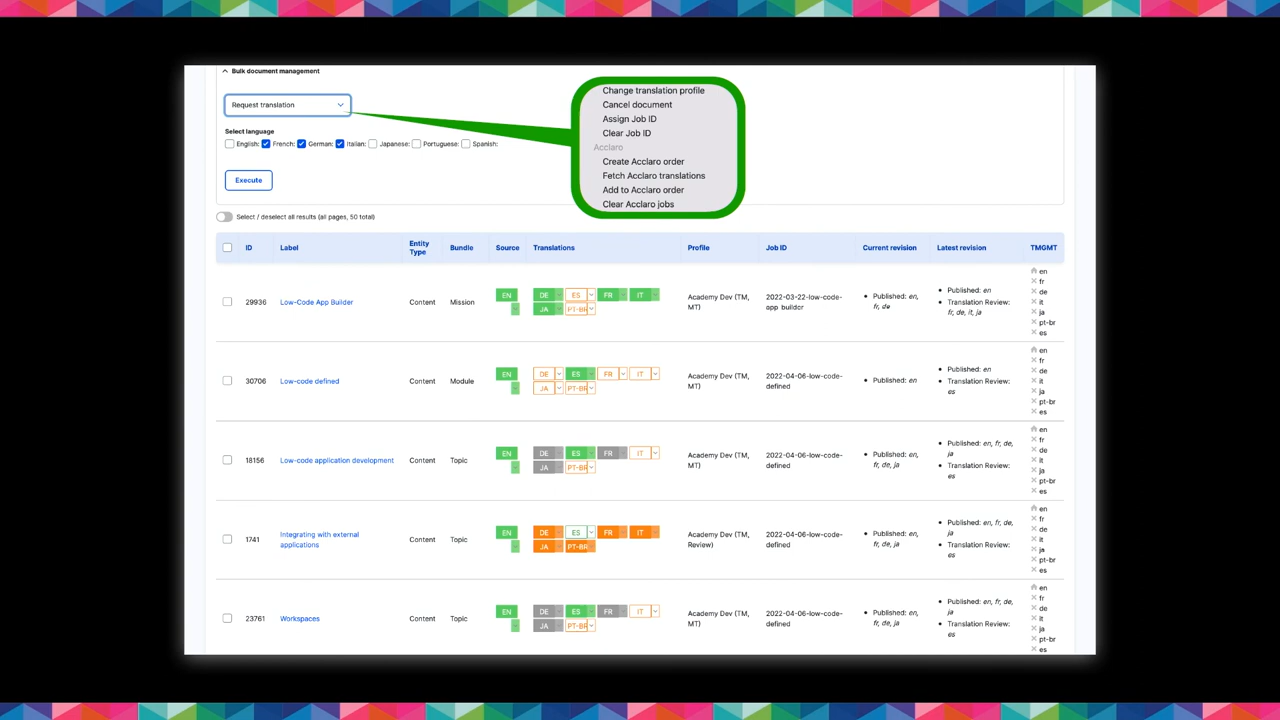 Bulk document management
Request translation
Select language
English: French: German: Italian: Japanese: Portuguese: Spanish:
Execute
Change translation profile
Cancel document
Assign Job ID
Clear Job ID
Acclaro
Create Acclaro order
Fetch Acclaro translations
Add to Acclaro order
Clear Acclaro jobs
Select / deselect all results (all pages, 50 total)
ID Label Entity Type Bundle Source Translations Profile Job ID Current revision Latest revision TMGMT
29936 Low-Code App Builder Content Mission EN
DE ES FR IT
JA PT-BR
Academy Dev (TM,
MT)
2022-03-22-low-code-
app-builder
Published: en,
fr, de
Published: en
Translation Review:
fr, de, it, ja
en
fr
de
it
ja
pt-br
es
30706 Low-code defined Content Module EN
DE ES FR IT
JA PT-BR
Academy Dev (TM,
MT)
2022-04-06-low-code-
defined
Published: en
Published: en
Translation Review:
es
en
fr
de
it
ja
pt-br
es
18156 Low-code application development Content Topic EN
DE ES FR IT
JA PT-BR
Academy Dev (TM,
MT)
2022-04-06-low-code-
defined
Published: en,
fr, de, ja
Published: en, fr, de,
ja
Translation Review:
es
en
fr
de
it
ja
pt-br
es
1741 Integrating with external
applications
Content Topic EN
DE ES FR IT
JA PT-BR
Academy Dev (TM,
Review)
2022-04-06-low-code-
defined
Published: en,
fr, de, ja
Published: en, fr, de,
ja
Translation Review:
es
en
fr
de
it
ja
pt-br
es
23761 Workspaces Content Topic EN
DE ES FR IT
JA PT-BR
Academy Dev (TM,
MT)
2022-04-06-low-code-
defined
Published: en,
fr, de, ja
Published: en, fr, de,
ja
Translation Review:
es
en
fr
de
it
ja
pt-br
es